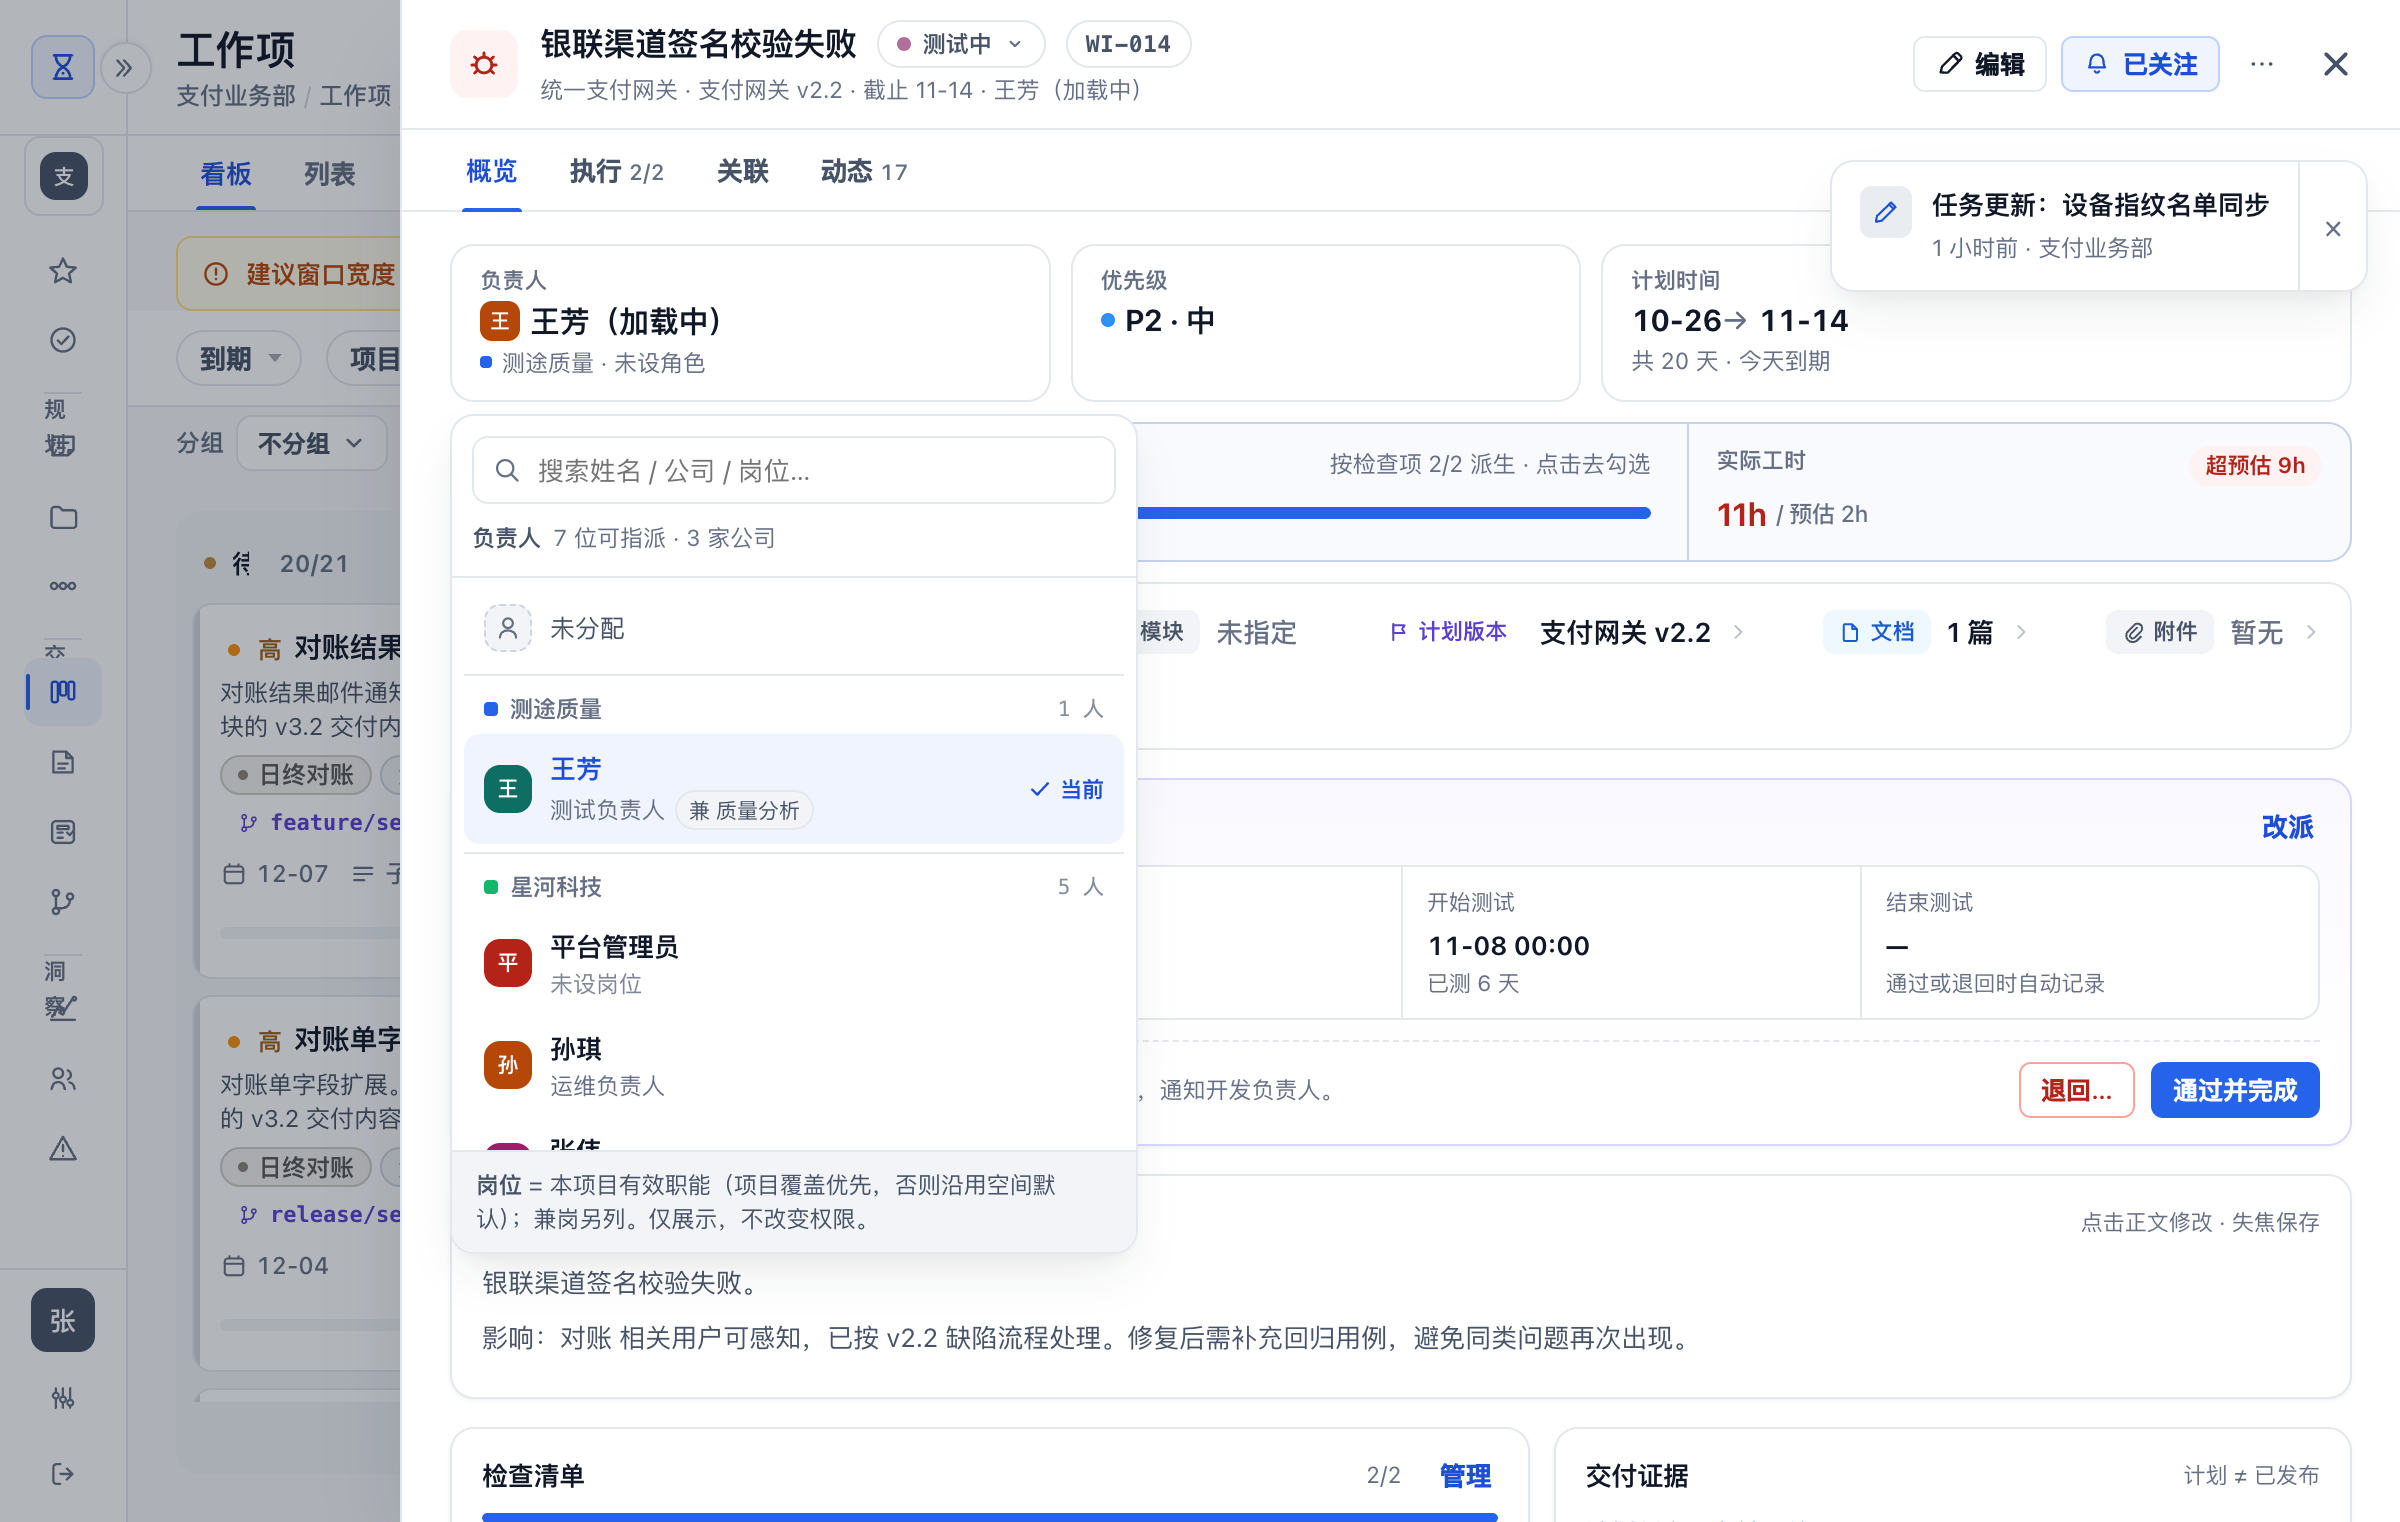 工作项
支付业务部 / 工作项
支
看板
列表
建议窗口宽度
到期
项目
规
划
分组
不分组
20/21
高 对账结果
对账结果邮件通知
块的 v3.2 交付内
日终对账
feature/se
12-07
洞
察
高 对账单字
对账单字段扩展。
的 v3.2 交付内容
日终对账
release/se
12-04
张
银联渠道签名校验失败
测试中
WI-014
统一支付网关 · 支付网关 v2.2 · 截止 11-14 · 王芳（加载中）
编辑
已关注
概览
执行 2/2
关联
动态 17
任务更新：设备指纹名单同步
1 小时前 · 支付业务部
负责人
王 王芳（加载中）
测途质量 · 未设角色
优先级
P2 · 中
计划时间
10-26→ 11-14
共 20 天 · 今天到期
搜索姓名 / 公司 / 岗位...
负责人 7 位可指派 · 3 家公司
未分配
测途质量 1 人
王
王芳
测试负责人
兼 质量分析
当前
星河科技 5 人
平
平台管理员
未设岗位
孙
孙琪
运维负责人
张伟
岗位 = 本项目有效职能（项目覆盖优先，否则沿用空间默
认）；兼岗另列。仅展示，不改变权限。
按检查项 2/2 派生 · 点击去勾选
实际工时
超预估 9h
11h / 预估 2h
模块 未指定
计划版本 支付网关 v2.2
文档 1 篇
附件 暂无
改派
开始测试
11-08 00:00
已测 6 天
结束测试
—
通过或退回时自动记录
，通知开发负责人。
退回...
通过并完成
点击正文修改 · 失焦保存
银联渠道签名校验失败。
影响：对账 相关用户可感知，已按 v2.2 缺陷流程处理。修复后需补充回归用例，避免同类问题再次出现。
检查清单
2/2
管理
交付证据
计划 ≠ 已发布